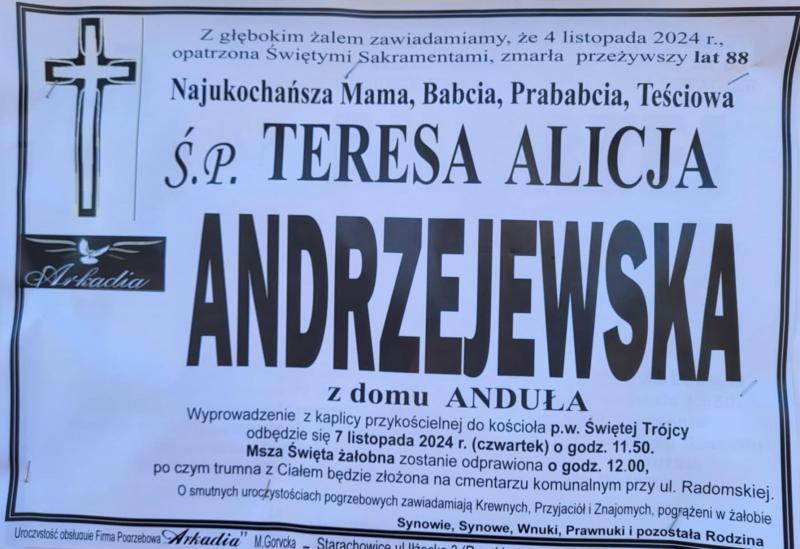 Z głębokim żalem zawiadamiamy, że 4 listopada 2024 r.,
opatrzona Świętymi Sakramentami, zmarła przeżywszy lat 88
Najukochańsza Mama, Babcia, Prababcia, Teściowa
Ś.P. TERESA ALICJA
ANDRZEJEWSKA
Arkadia
z domu ANDUŁA
Wyprowadzenie z kaplicy przykościelnej do kościoła p.w. Świętej Trójcy
odbędzie się 7 listopada 2024 r. (czwartek) o godz. 11.50.
Msza Święta żałobna zostanie odprawiona o godz. 12.00,
po czym trumna z Ciałem będzie złożona na cmentarzu komunalnym przy ul. Radomskiej.
O smutnych uroczystościach pogrzebowych zawiadamiają Krewnych, Przyjaciół i Znajomych, pogrążeni w żałobie
Synowie, Synowe, Wnuki, Prawnuki i pozostała Rodzina
Uroczystość obsługuje Firma Pogrzebowa "Arkadia" M.Gorycka – Starachowice ul.Iłżecka